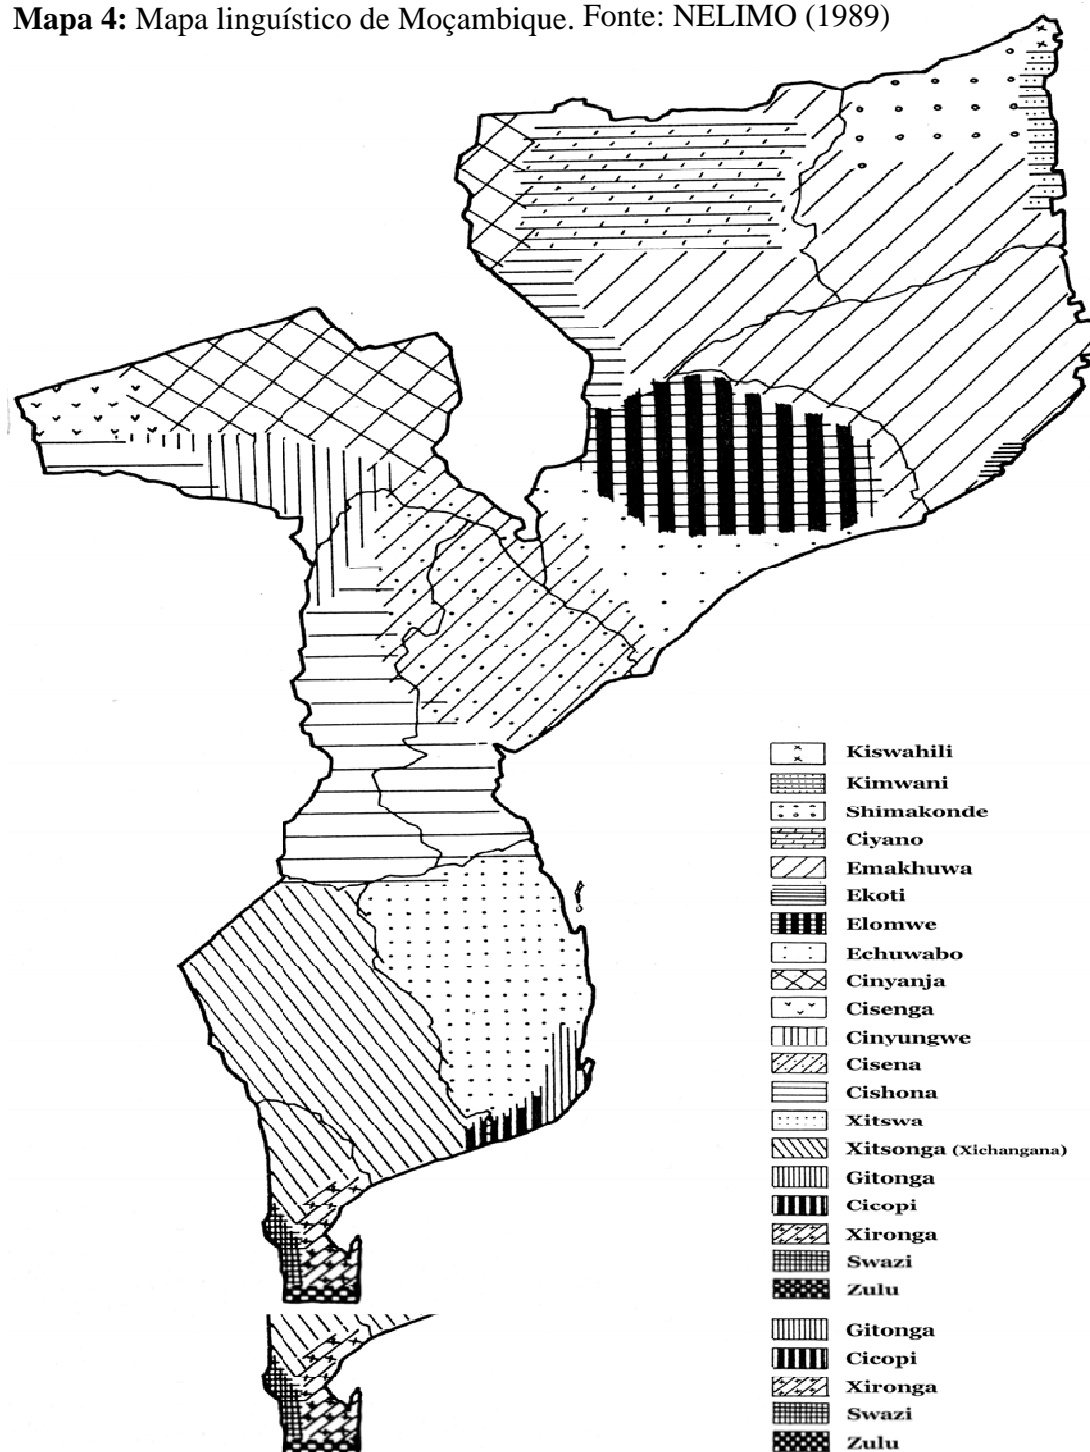 Mapa 4: Mapa linguístico de Moçambique. Fonte: NELIMO (1989)
Kiswahili
Kimwani
Shimakonde
Ciyano
Emakhuwa
Ekoti
Elomwe
Echuwabo
Cinyanja
Cisenga
Cinyungwe
Cisena
Cishona
Xitswa
Xitsonga (Xichangana)
Gitonga
Cicopi
Xironga
Swazi
Zulu
Gitonga
Cicopi
Xironga
Swazi
Zulu